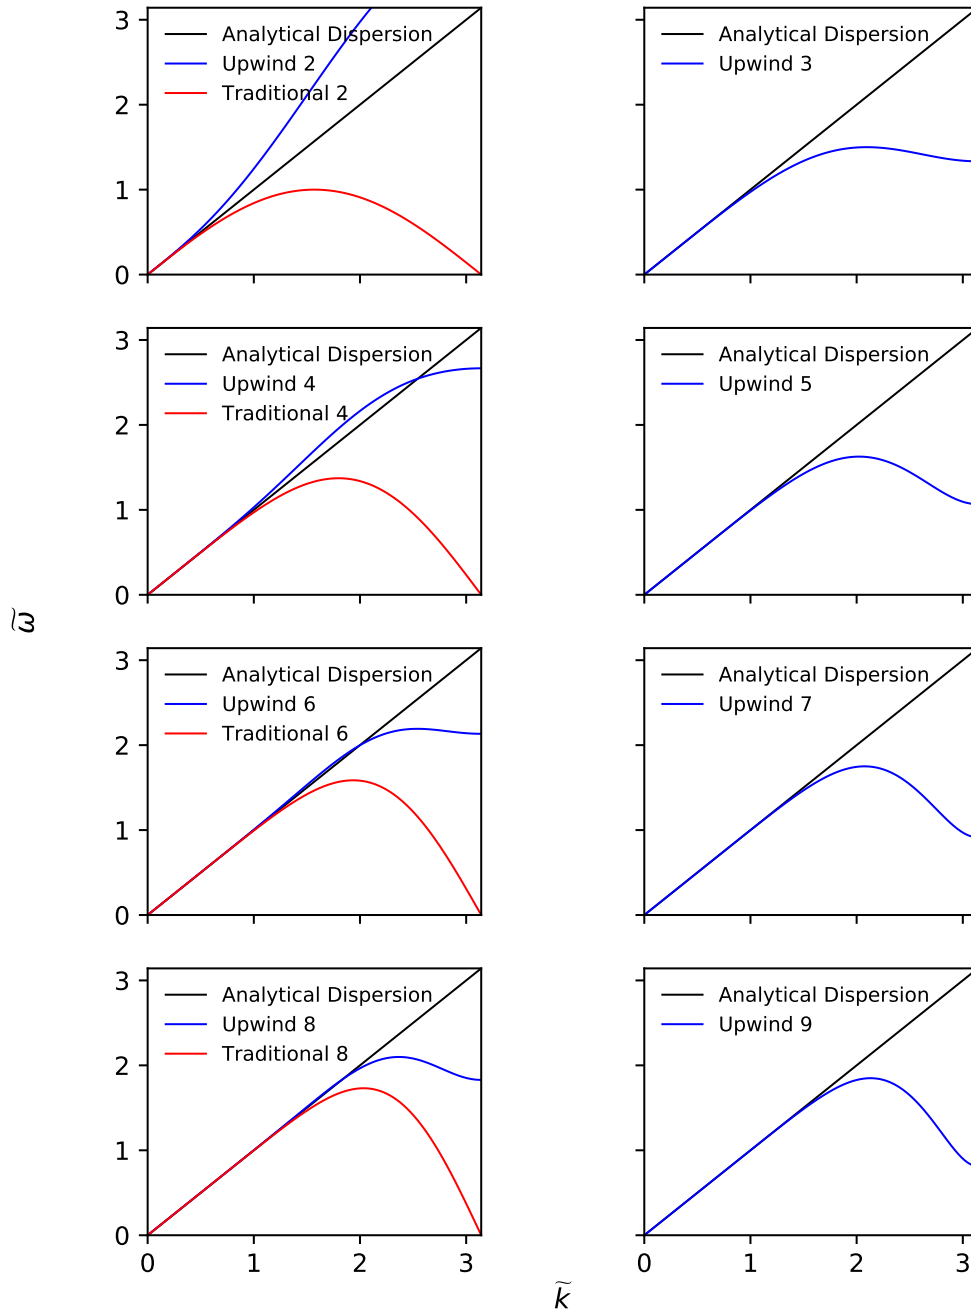 3
2
1
0
Analytical Dispersion
Upwind 2
Traditional 2
Analytical Dispersion
Upwind 3
3
2
1
0
Analytical Dispersion
Upwind 4
Traditional 4
Analytical Dispersion
Upwind 5
ω̃
3
2
1
0
Analytical Dispersion
Upwind 6
Traditional 6
Analytical Dispersion
Upwind 7
3
2
1
0
Analytical Dispersion
Upwind 8
Traditional 8
0 1 2 3
Analytical Dispersion
Upwind 9
0 1 2 3
k̃